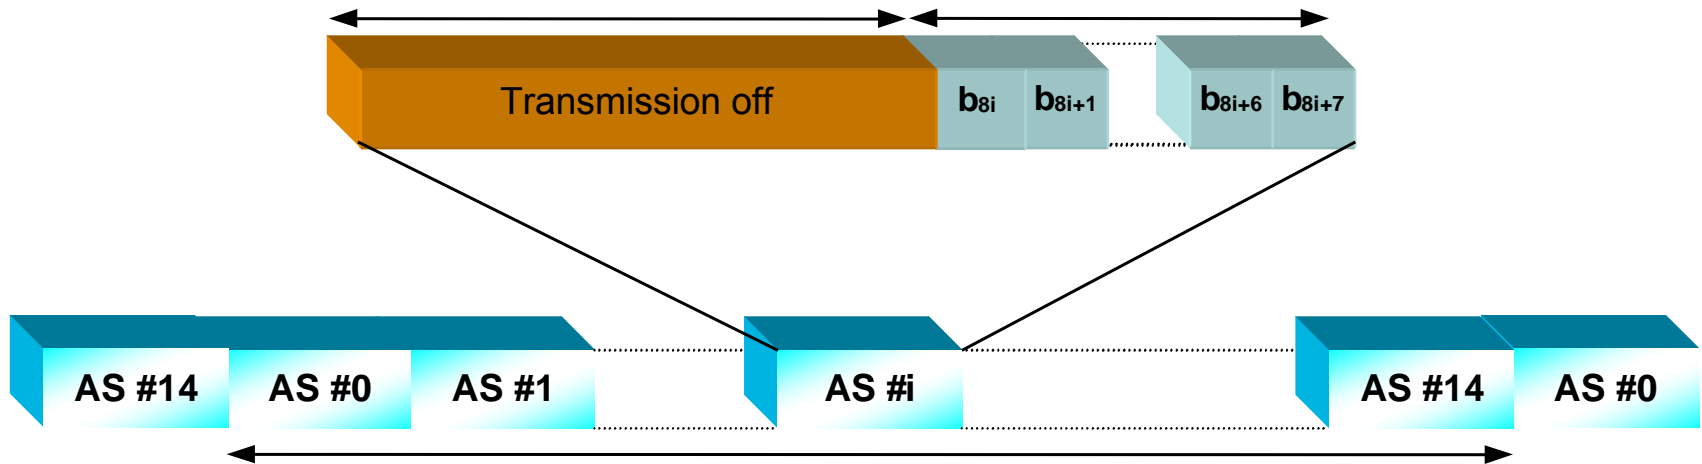 Transmission off b8i b8i+1 b8i+6 b8i+7
AS #14 AS #0 AS #1 AS #i AS #14 AS #0